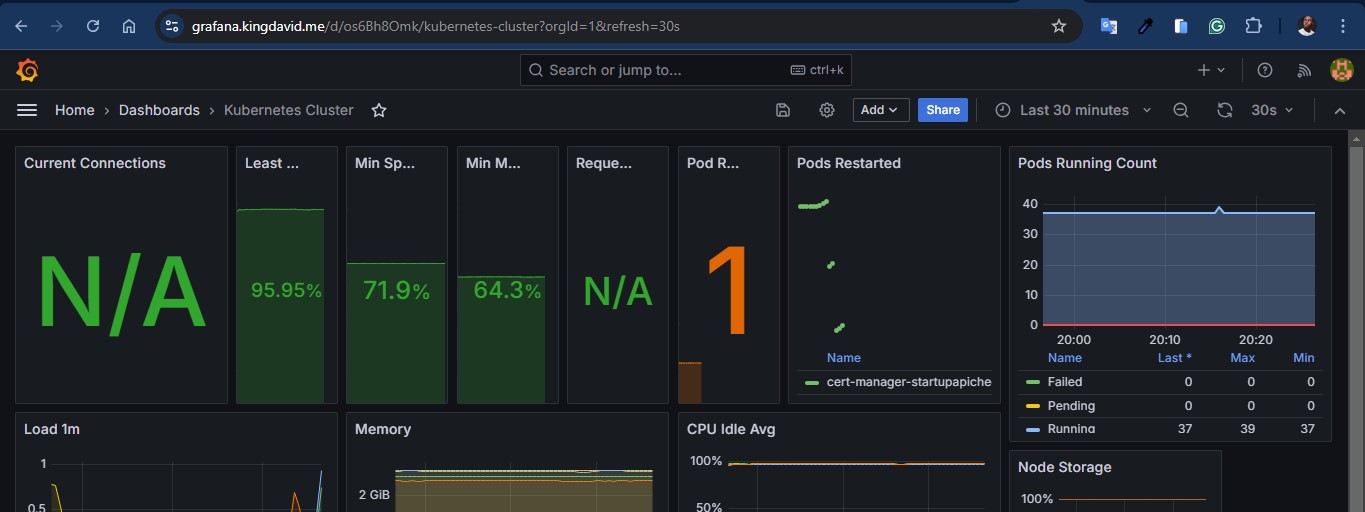 grafana.kingdavid.me/d/os6Bh8Omk/kubernetes-cluster?orgId=1&refresh=30s
Search or jump to... ctrl+k
Home › Dashboards › Kubernetes Cluster
Add
Share
Last 30 minutes
30s
Current Connections
N/A
Least ...
95.95%
Min Sp...
71.9%
Min M...
64.3%
Reque...
N/A
Pod R...
1
Pods Restarted
Name
cert-manager-startupapiche
Pods Running Count
40
30
20
10
0
20:00 20:10 20:20
Name Last * Max Min
Failed 0 0 0
Pending 0 0 0
Running 37 39 37
Load 1m
1
0.5
Memory
2 GiB
CPU Idle Avg
100%
50%
Node Storage
100%